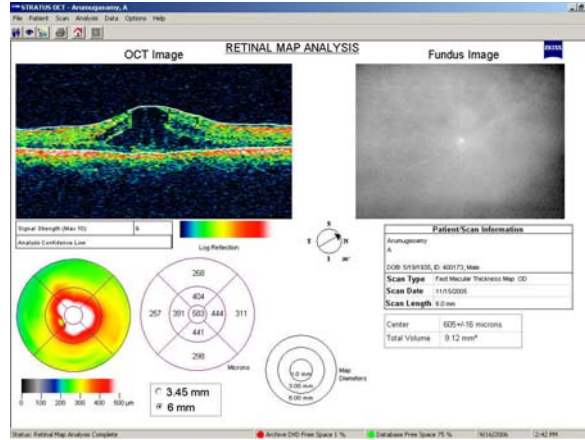 STRATUS OCT - Arumugasamy, A
File Patient Scan Analysis Data Options Help
RETINAL MAP ANALYSIS
ZEISS
OCT Image
Fundus Image
Signal Strength (Max 10) 6
Analysis Confidence Low
Log Reflection
S
T N
I
Patient/Scan Information
Arumugasamy
A
DOB: 5/19/1935, ID: 400173, Male
Scan Type Fast Macular Thickness Map OD
Scan Date 11/15/2005
Scan Length 6.0 mm
268
404
257 391 583 444 311
441
298
Microns
Center 605+/-16 microns
Total Volume 9.12 mm³
0 100 200 300 400 500 µm
3.45 mm
6 mm
1.0 mm
3.00 mm
6.00 mm
Map
Diameters
Status: Retinal Map Analysis Complete
Archive DVD Free Space 1 %
Database Free Space 75 %
9/16/2006
2:42 PM